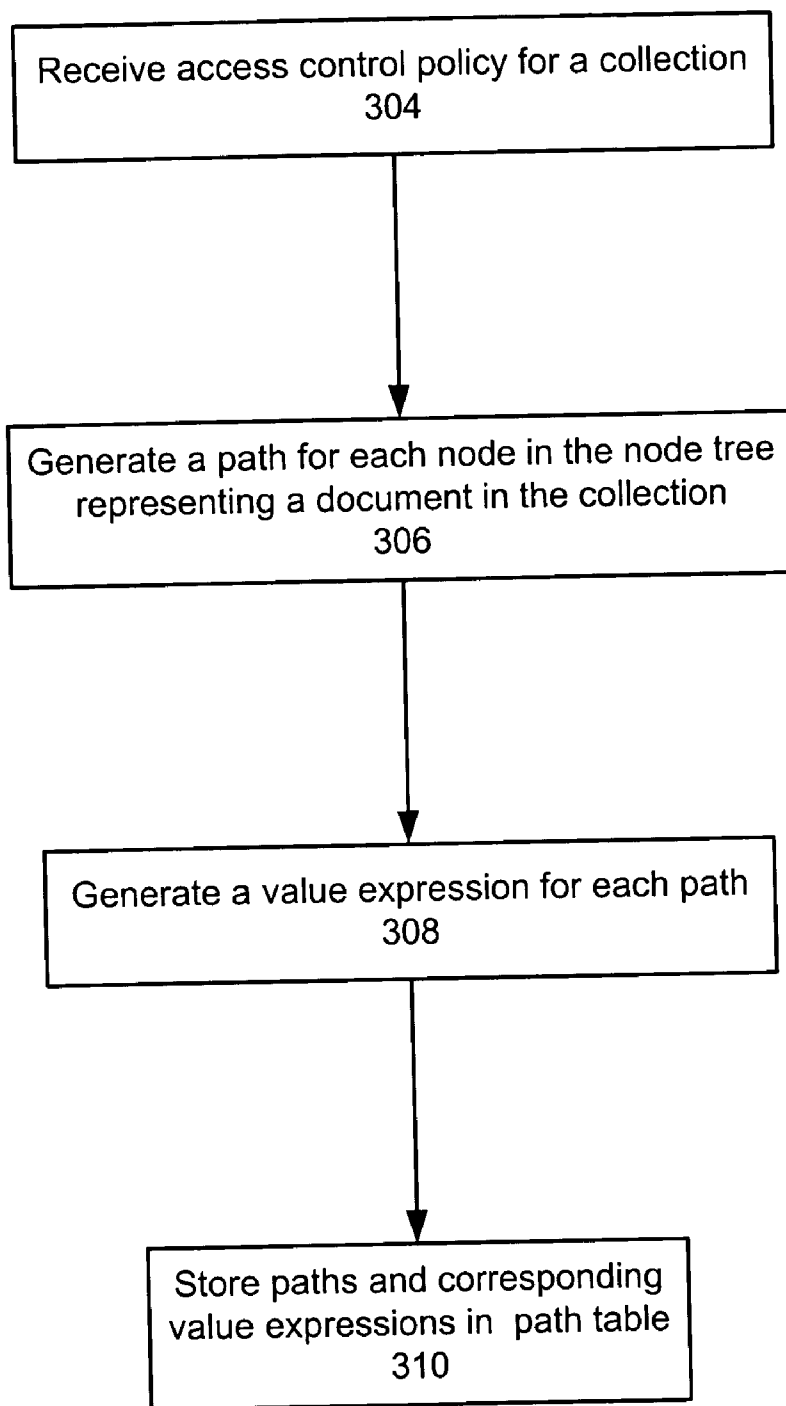 Receive access control policy for a collection
304
Generate a path for each node in the node tree
representing a document in the collection
306
Generate a value expression for each path
308
Store paths and corresponding
value expressions in path table
310